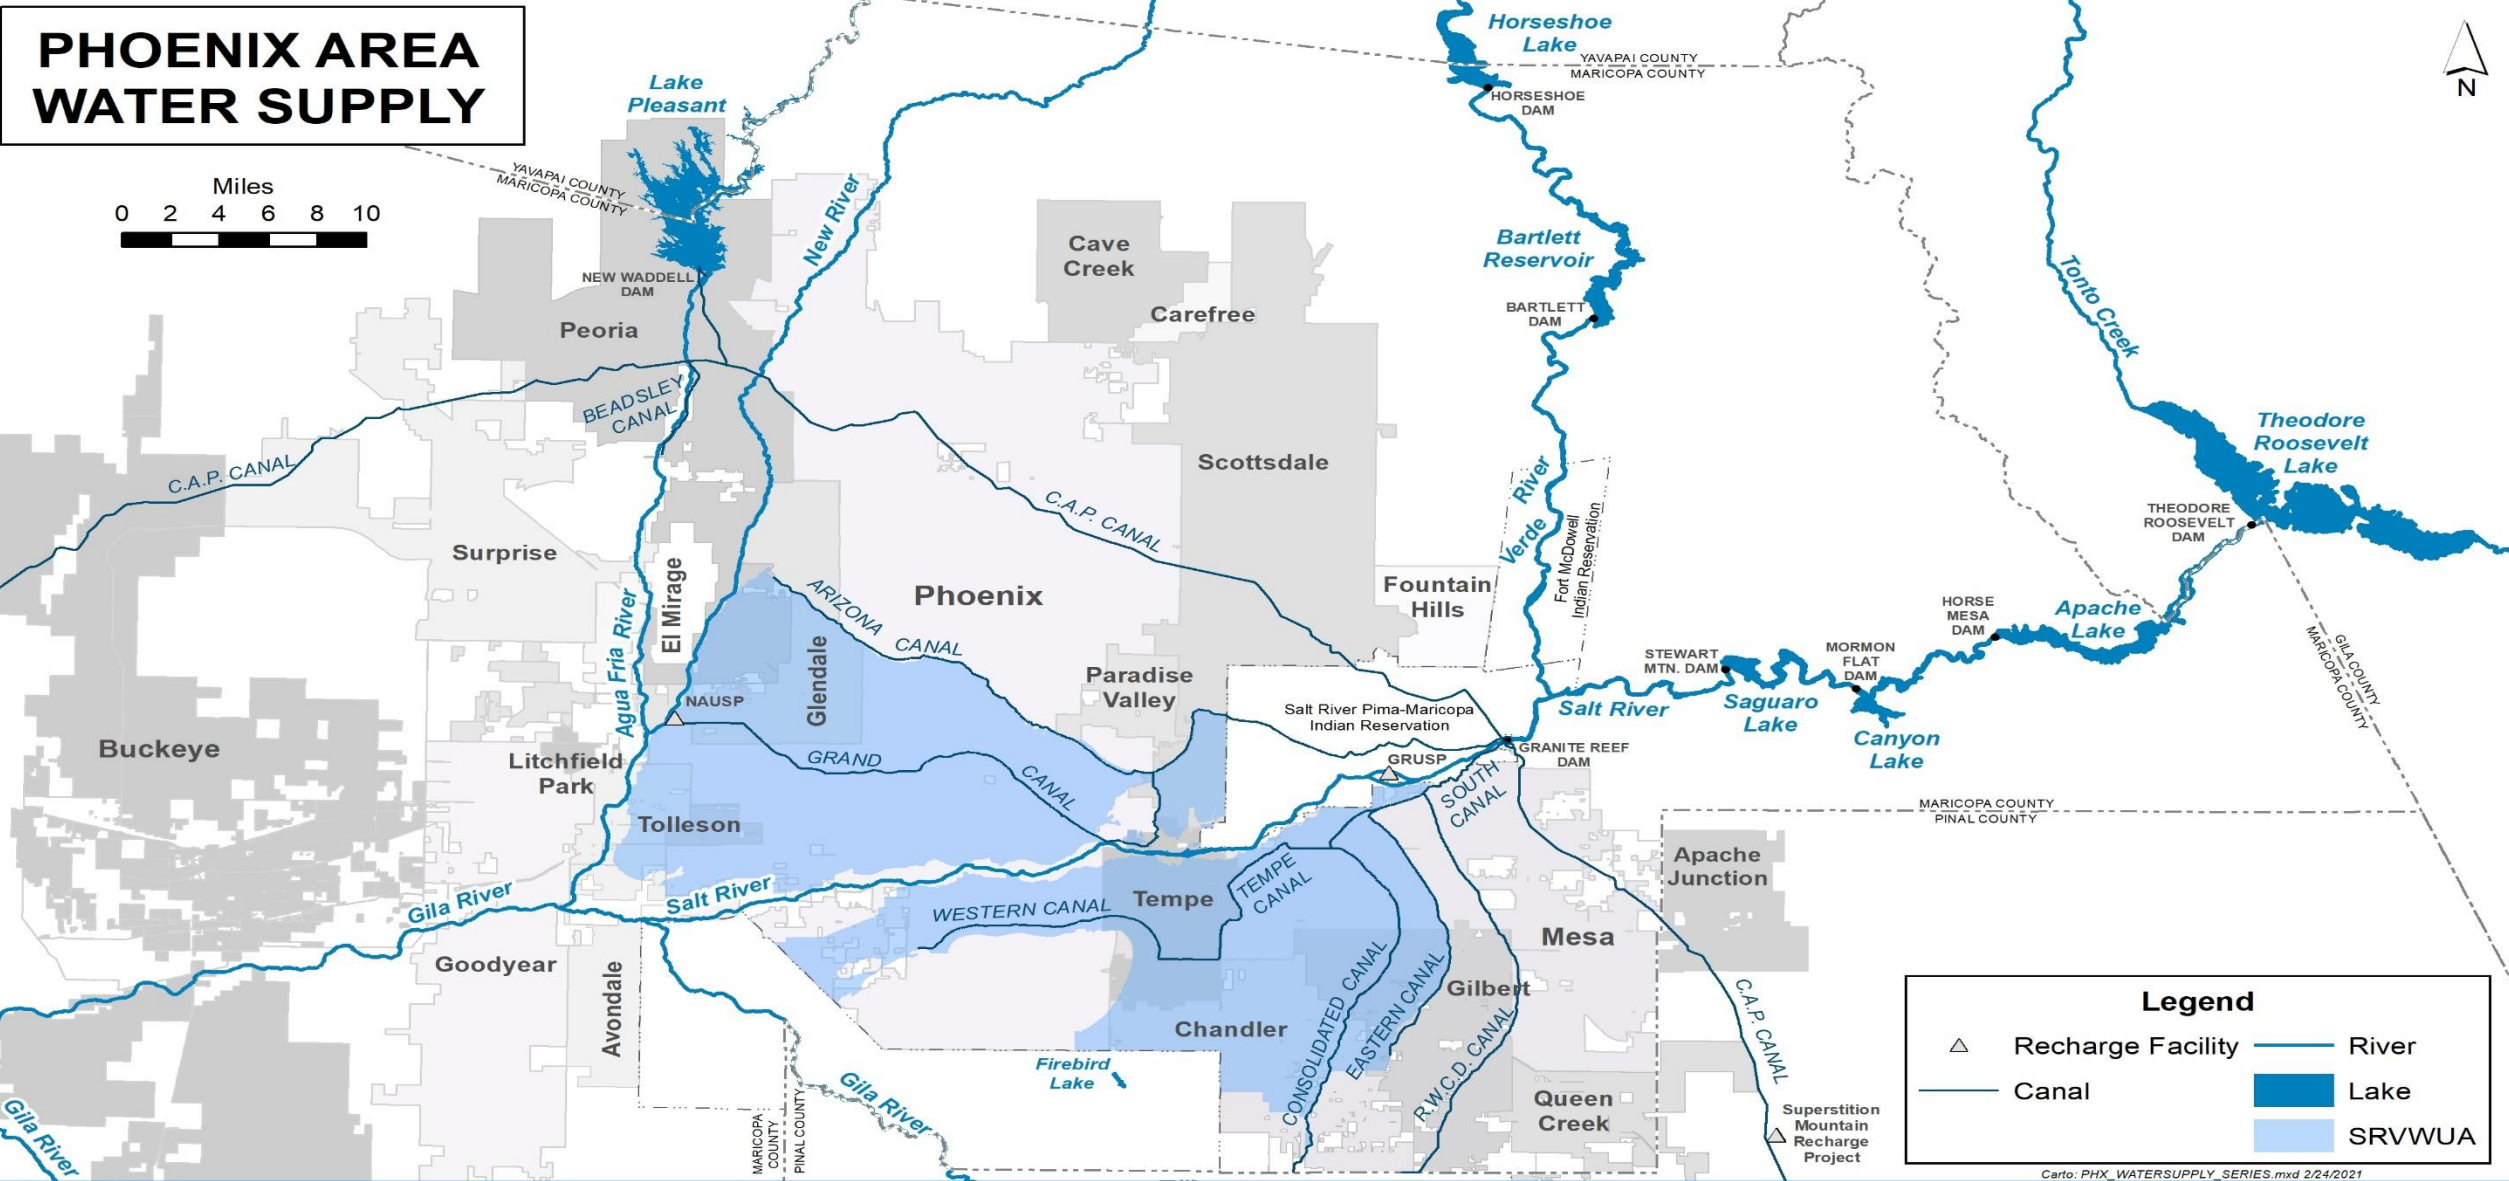 PHOENIX AREA
WATER SUPPLY
Miles
0 2 4 6 8 10
Lake
Pleasant
YAVAPAI COUNTY
MARICOPA COUNTY
NEW WADDELL
DAM
Peoria
New River
BEADSLEY
CANAL
C.A.P. CANAL
Cave
Creek
Carefree
Horseshoe
Lake
YAVAPAI COUNTY
MARICOPA COUNTY
HORSESHOE
DAM
Bartlett
Reservoir
BARTLETT
DAM
N
Tonto Creek
Theodore
Roosevelt
Lake
THEODORE
ROOSEVELT
DAM
Scottsdale
C.A.P. CANAL
Verde River
Fort McDowell
Indian Reservation
Surprise
El Mirage
Agua Fria River
Phoenix
ARIZONA CANAL
Glendale
Fountain
Hills
Paradise
Valley
HORSE
MESA
DAM
Apache
Lake
MORMON
FLAT
DAM
STEWART
MTN. DAM
Saguaro
Lake
Canyon
Lake
Salt River
GILA COUNTY
MARICOPA COUNTY
NAUSP
Salt River Pima-Maricopa
Indian Reservation
GRUSP
GRANITE REEF
DAM
SOUTH
CANAL
Buckeye
Litchfield
Park
GRAND CANAL
Tolleson
MARICOPA COUNTY
PINAL COUNTY
Apache
Junction
Gila River
Salt River
WESTERN CANAL
Tempe
TEMPE
CANAL
Mesa
Goodyear
Avondale
Chandler
CONSOLIDATED CANAL
EASTERN CANAL
Gilbert
R.W.C.D. CANAL
C.A.P. CANAL
Firebird
Lake
Gila River
Gila River
MARICOPA
COUNTY
PINAL COUNTY
Queen
Creek
Superstition
Mountain
Recharge
Project
Legend
Recharge Facility
River
Canal
Lake
SRVWUA
Carto: PHX_WATERSUPPLY_SERIES.mxd 2/24/2021